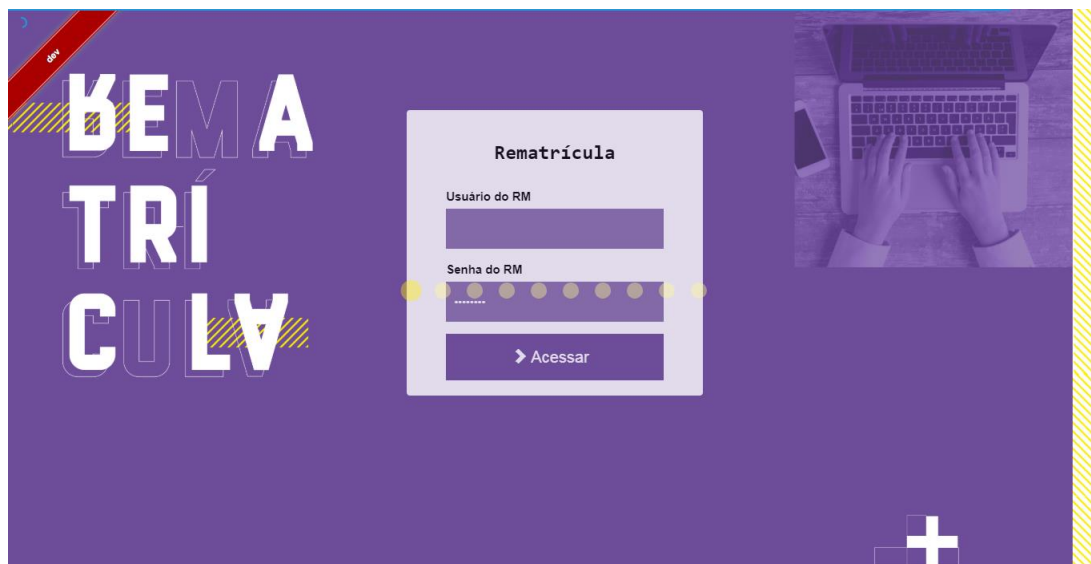 dev
REMA
TRÍ
CULA
Rematrícula
Usuário do RM
Senha do RM
Acessar